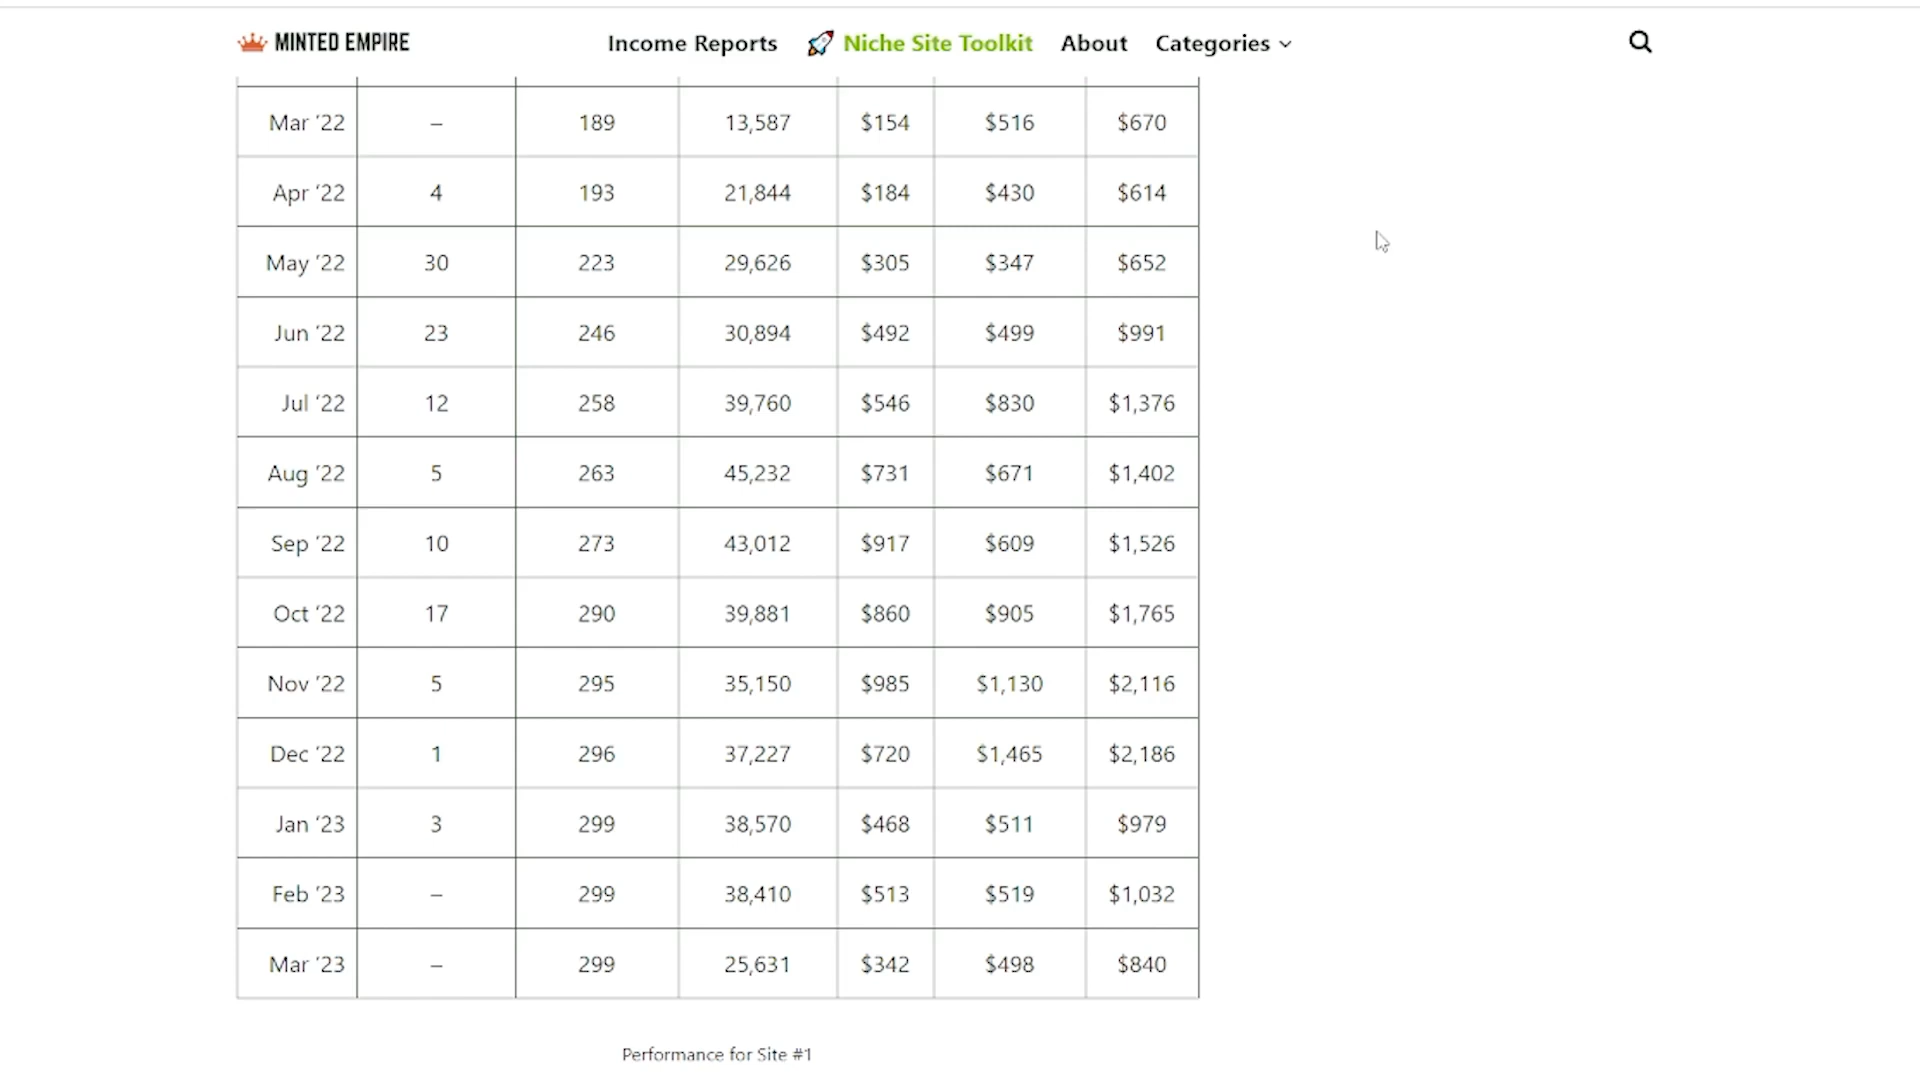 MINTED EMPIRE Income Reports Niche Site Toolkit About Categories
Mar '22 – 189 13,587 $154 $516 $670
Apr '22 4 193 21,844 $184 $430 $614
May '22 30 223 29,626 $305 $347 $652
Jun '22 23 246 30,894 $492 $499 $991
Jul '22 12 258 39,760 $546 $830 $1,376
Aug '22 5 263 45,232 $731 $671 $1,402
Sep '22 10 273 43,012 $917 $609 $1,526
Oct '22 17 290 39,881 $860 $905 $1,765
Nov '22 5 295 35,150 $985 $1,130 $2,116
Dec '22 1 296 37,227 $720 $1,465 $2,186
Jan '23 3 299 38,570 $468 $511 $979
Feb '23 – 299 38,410 $513 $519 $1,032
Mar '23 – 299 25,631 $342 $498 $840
Performance for Site #1